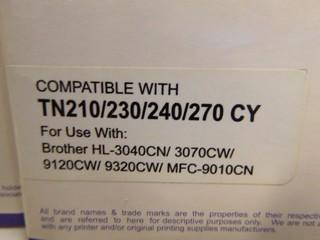 COMPATIBLE WITH
TN210/230/240/270 CY
For Use With:
Brother HL-3040CN/ 3070CW/
9120CW/ 9320CW/ MFC-9010CN
All brand names & trade marks are the properties of their
and are referred to here for descriptive purposes only. We are not
with any printer and/or original printing supplies manufacturers.